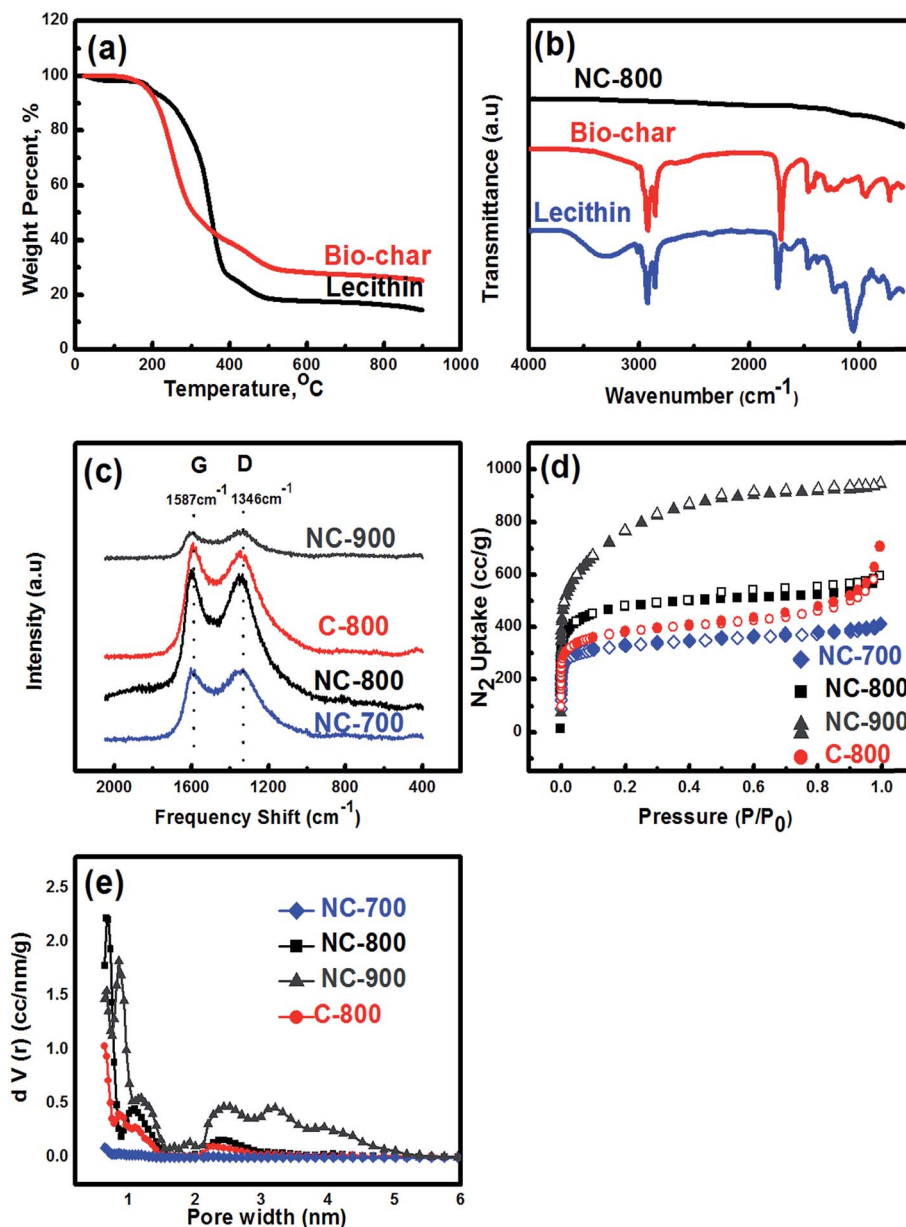 (a)
Weight Percent, %
120
100
80
60
40
20
0
Bio-char
Lecithin
0 200 400 600 800 1000
Temperature, °C
(b)
Transmittance (a.u)
NC-800
Bio-char
Lecithin
4000 3000 2000 1000
Wavenumber (cm⁻¹)
(c)
Intensity (a.u)
G D
1587cm⁻¹ 1346cm⁻¹
NC-900
C-800
NC-800
NC-700
2000 1600 1200 800 400
Frequency Shift (cm⁻¹)
(d)
N₂ Uptake (cc/g)
1000
800
600
400
200
0
NC-700
NC-800
NC-900
C-800
0.0 0.2 0.4 0.6 0.8 1.0
Pressure (P/P₀)
(e)
d V (r) (cc/nm/g)
2.5
2.0
1.5
1.0
0.5
0.0
NC-700
NC-800
NC-900
C-800
1 2 3 4 5 6
Pore width (nm)